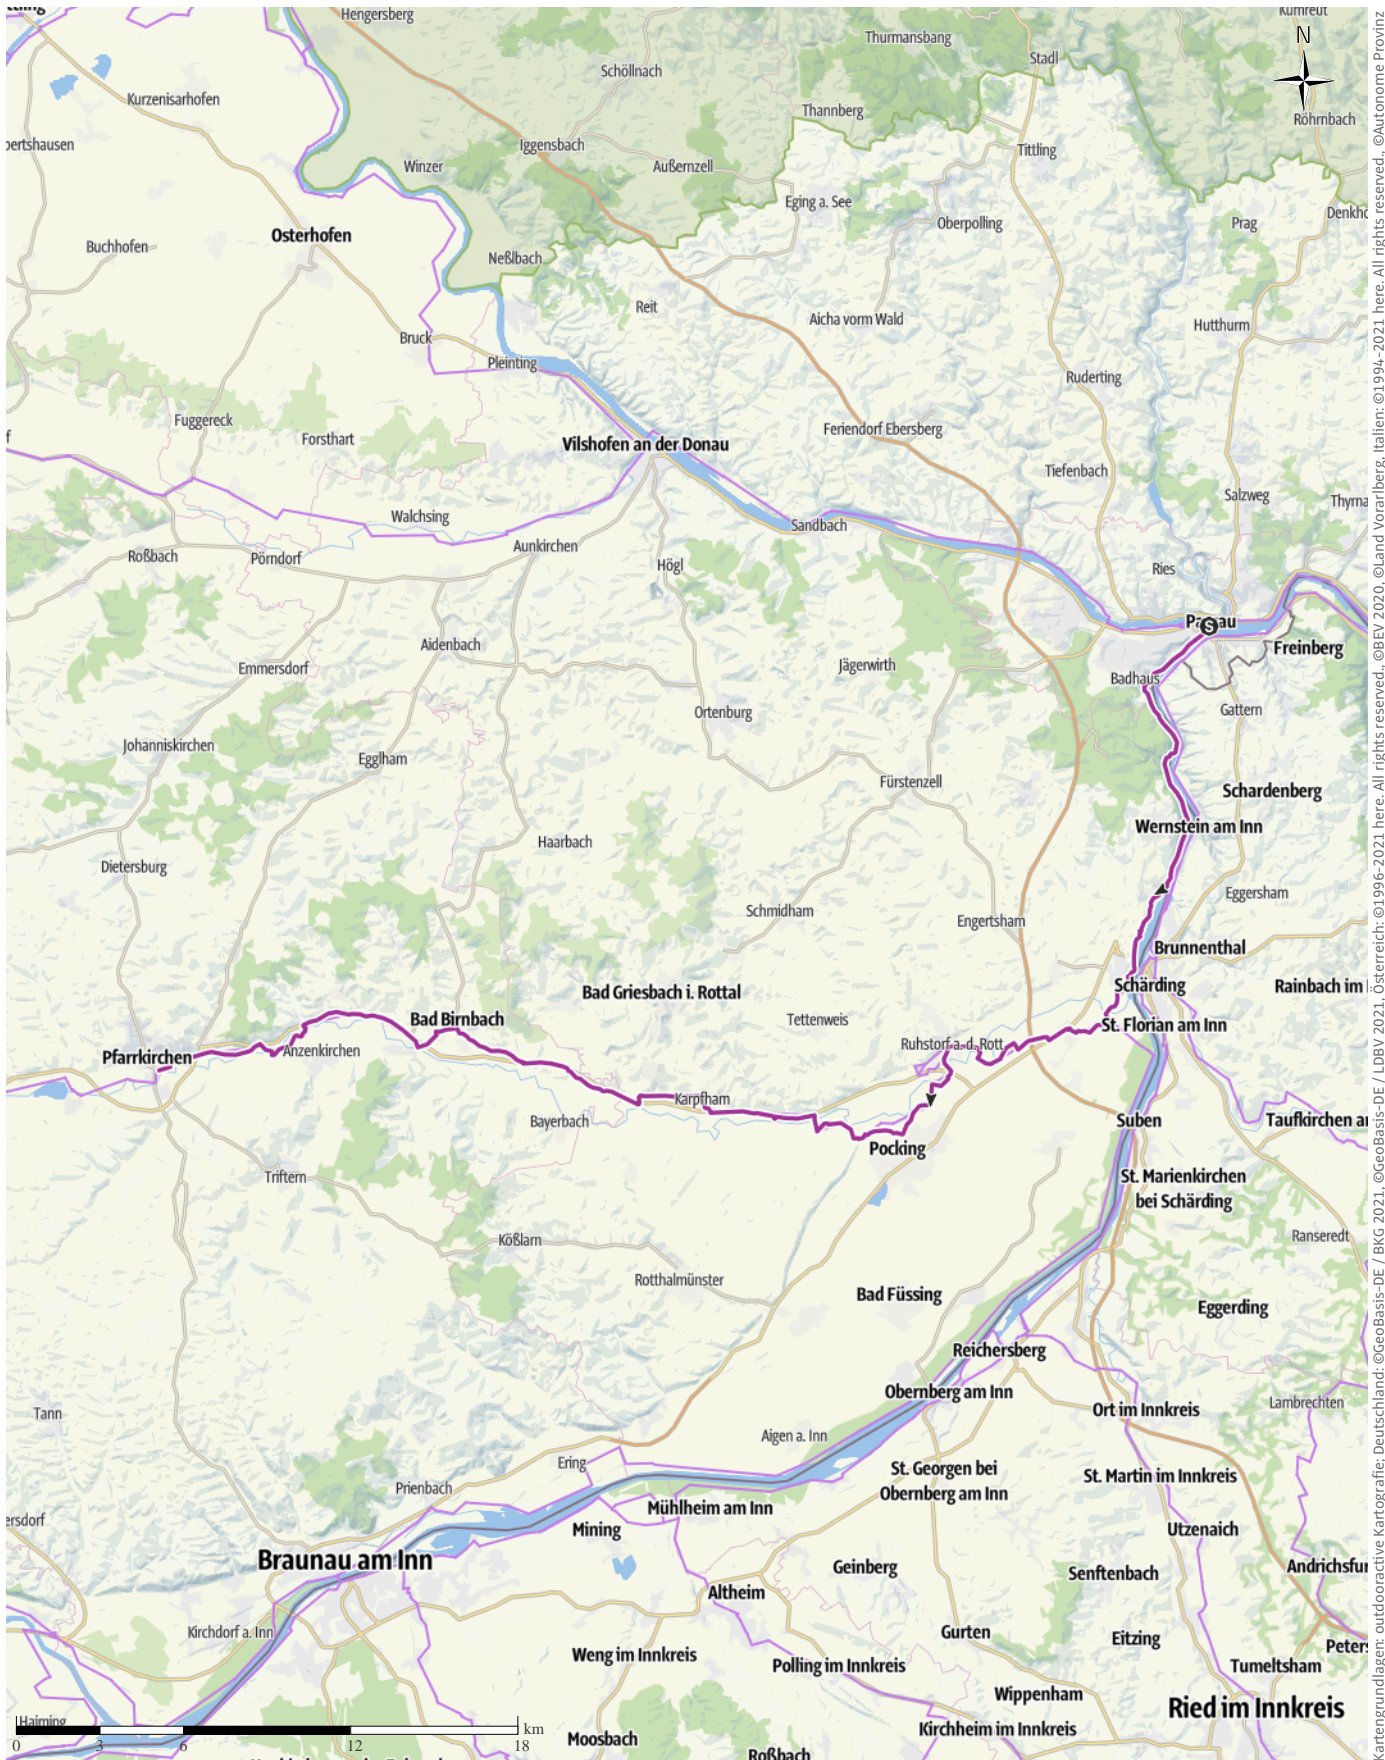 Hengersberg
Kumreut
Thurmansbang
N
Stadl
Schöllnach
Kurzenisarhofen
Thannberg
Röhrnbach
Iggensbach
bertshausen
Tittling
Winzer
Außernzell
Eging a. See
Oberpolling
Prag
Denkho
Osterhofen
Buchhofen
Neßlbach
Reit
Aicha vorm Wald
Hutthurm
Bruck
Pleinting
Ruderting
Fuggereck
Forsthart
Vilshofen an der Donau
Feriendorf Ebersberg
f
Tiefenbach
Salzweg
Thyrna
Walchsing
Sandbach
Aunkirchen
Roßbach
Pörndorf
Högl
Ries
Passau
S
Freinberg
Aidenbach
Emmersdorf
Jägerwirth
Badhaus
Ortenburg
Gattern
Johanniskirchen
Egglham
Fürstenzell
Schardenberg
Wernstein am Inn
Haarbach
Dietersburg
Eggersham
Schmidham
Engertsham
Brunnenthal
Schärding
Rainbach im I
Bad Griesbach i. Rottal
Bad Birnbach
Tettenweis
St. Florian am Inn
Ruhstorf a. d. Rott
Anzenkirchen
Pfarrkirchen
Karpfham
Bayerbach
Suben
Taufkirchen an
Pocking
Triftern
St. Marienkirchen
bei Schärding
Kößlarn
Ranseredt
Rotthalmünster
Bad Füssing
Eggerding
Reichersberg
Obernberg am Inn
Ort im Innkreis
Lambrechten
Tann
Aigen a. Inn
Ering
St. Georgen bei
Obernberg am Inn
St. Martin im Innkreis
Prienbach
Mühlheim am Inn
ersdorf
Mining
Utzenaich
Braunau am Inn
Geinberg
Senftenbach
Andrichsfur
Altheim
Kirchdorf a. Inn
Gurten
Eitzing
Peters
Weng im Innkreis
Polling im Innkreis
Tumeltsham
Wippenham
Ried im Innkreis
Haiming
Kirchheim im Innkreis
Moosbach
Roßbach
km
0 3 6 12 18
Kartengrundlagen: outdooractive Kartografie; Deutschland: ©GeoBasis-DE / BKG 2021, ©GeoBasis-DE / LDBV 2021, Österreich: ©1996-2021 here. All rights reserved., ©BEV 2020, ©Land Vorarlberg, Italien: ©1994-2021 here. All rights reserved., ©Autonome Provinz